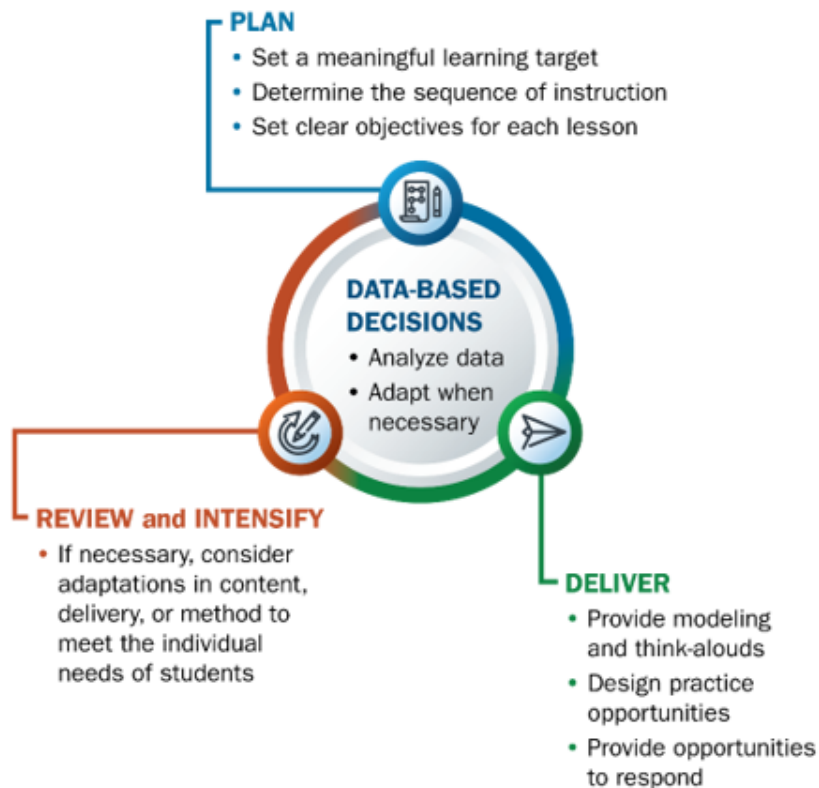 PLAN
• Set a meaningful learning target
• Determine the sequence of instruction
• Set clear objectives for each lesson
DATA-BASED
DECISIONS
• Analyze data
• Adapt when
necessary
REVIEW and INTENSIFY
• If necessary, consider
adaptations in content,
delivery, or method to
meet the individual
needs of students
DELIVER
• Provide modeling
and think-alouds
• Design practice
opportunities
• Provide opportunities
to respond